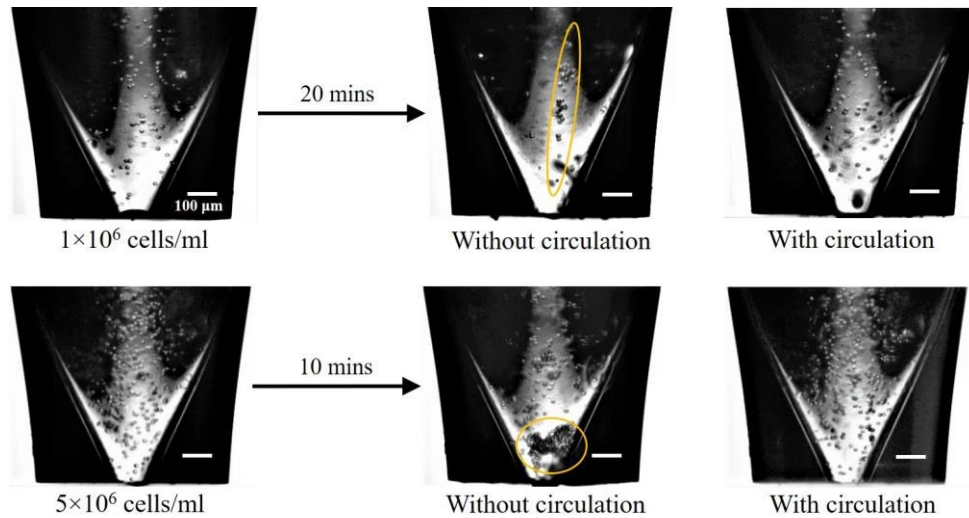 20 mins
100 μm
1×10⁶ cells/ml
Without circulation
With circulation
10 mins
5×10⁶ cells/ml
Without circulation
With circulation